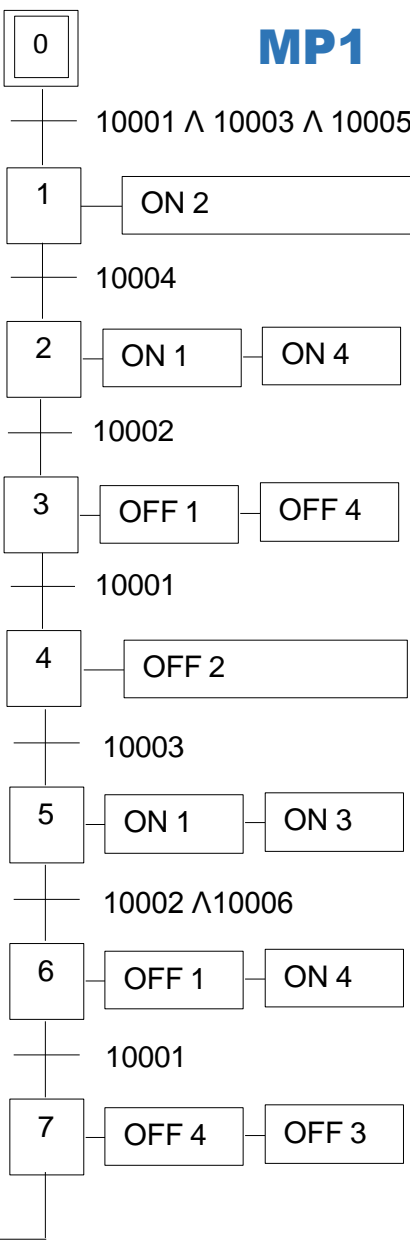 0
MP1
10001 Λ 10003 Λ 10005
1
ON 2
10004
2
ON 1
ON 4
10002
3
OFF 1
OFF 4
10001
4
OFF 2
10003
5
ON 1
ON 3
10002 Λ10006
6
OFF 1
ON 4
10001
7
OFF 4
OFF 3